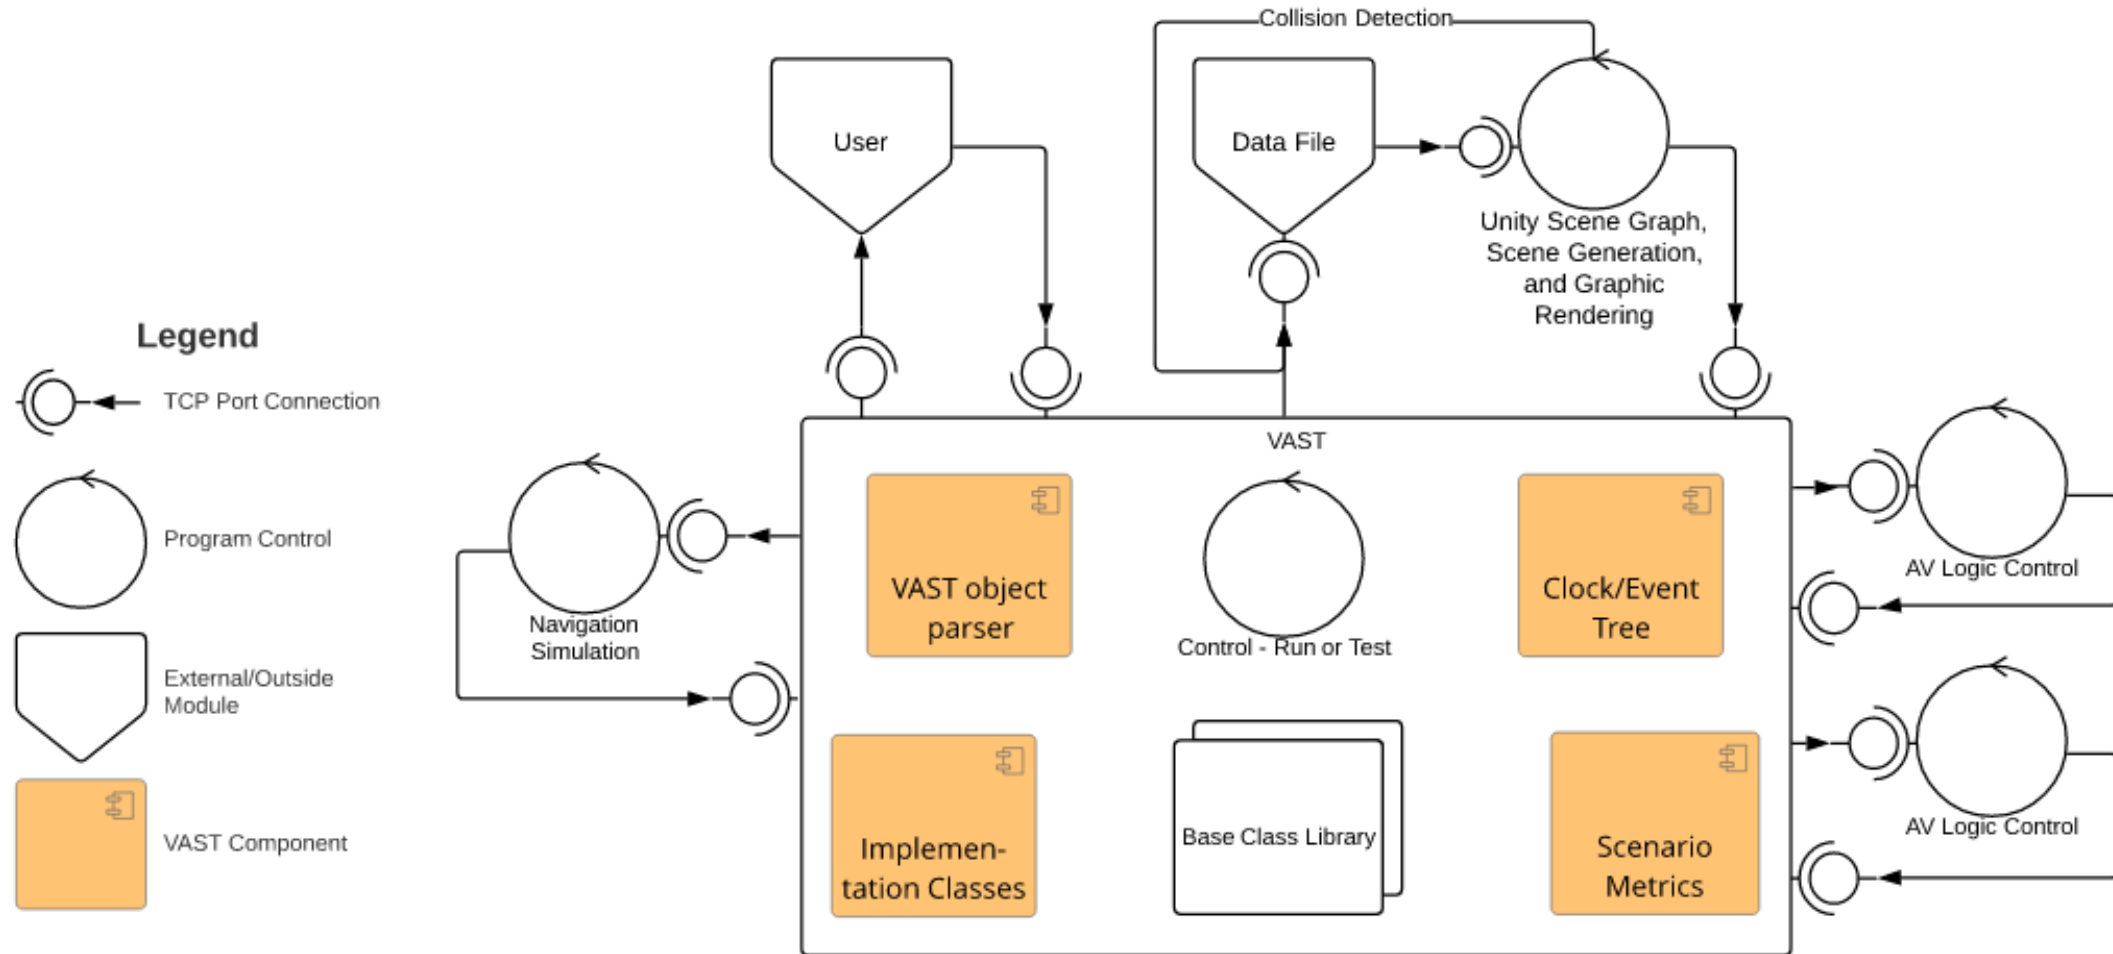 Collision Detection
User
Data File
Unity Scene Graph,
Scene Generation,
and Graphic
Rendering
Legend
TCP Port Connection
Program Control
External/Outside
Module
VAST Component
Navigation
Simulation
VAST
VAST object
parser
Control - Run or Test
Clock/Event
Tree
Implemen-
tation Classes
Base Class Library
Scenario
Metrics
AV Logic Control
AV Logic Control